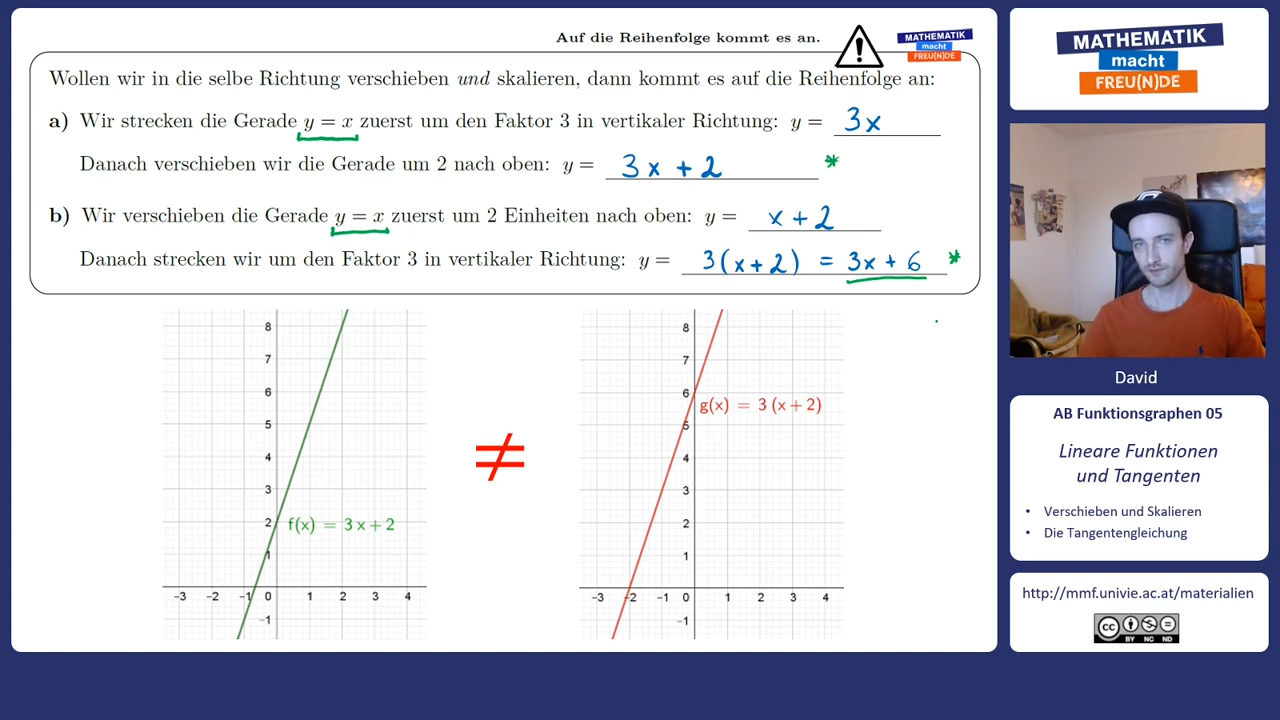 Auf die Reihenfolge kommt es an.
MATHEMATIK
macht
FREU(N)DE
Wollen wir in die selbe Richtung verschieben und skalieren, dann kommt es auf die Reihenfolge an:
a) Wir strecken die Gerade y = x zuerst um den Faktor 3 in vertikaler Richtung: y = 3x
Danach verschieben wir die Gerade um 2 nach oben: y = 3x + 2 *
b) Wir verschieben die Gerade y = x zuerst um 2 Einheiten nach oben: y = x + 2
Danach strecken wir um den Faktor 3 in vertikaler Richtung: y = 3(x+2) = 3x + 6 *
8
7
6
5
4
3
2
1
−1
−3 −2 −1 0 1 2 3 4
f(x) = 3x + 2
≠
8
7
6
5
4
3
2
1
−1
−3 −2 −1 0 1 2 3 4
g(x) = 3 (x + 2)
MATHEMATIK
macht
FREU(N)DE
David
AB Funktionsgraphen 05
Lineare Funktionen
und Tangenten
• Verschieben und Skalieren
• Die Tangentengleichung
http://mmf.univie.ac.at/materialien
cc
BY NC ND